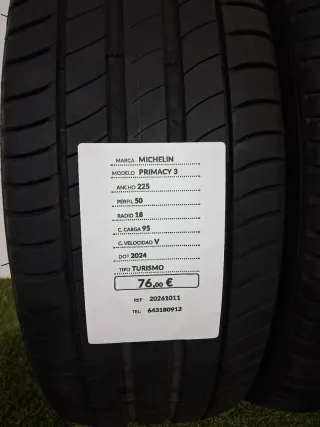 MARCA MICHELIN
MODELO PRIMACY 3
ANCHO 225
PERFIL 50
RADIO 18
C. CARGA 95
C. VELOCIDAD V
DOT 2024
TIPO TURISMO
76,00 €
REF: 20261011
TEL: 643180912